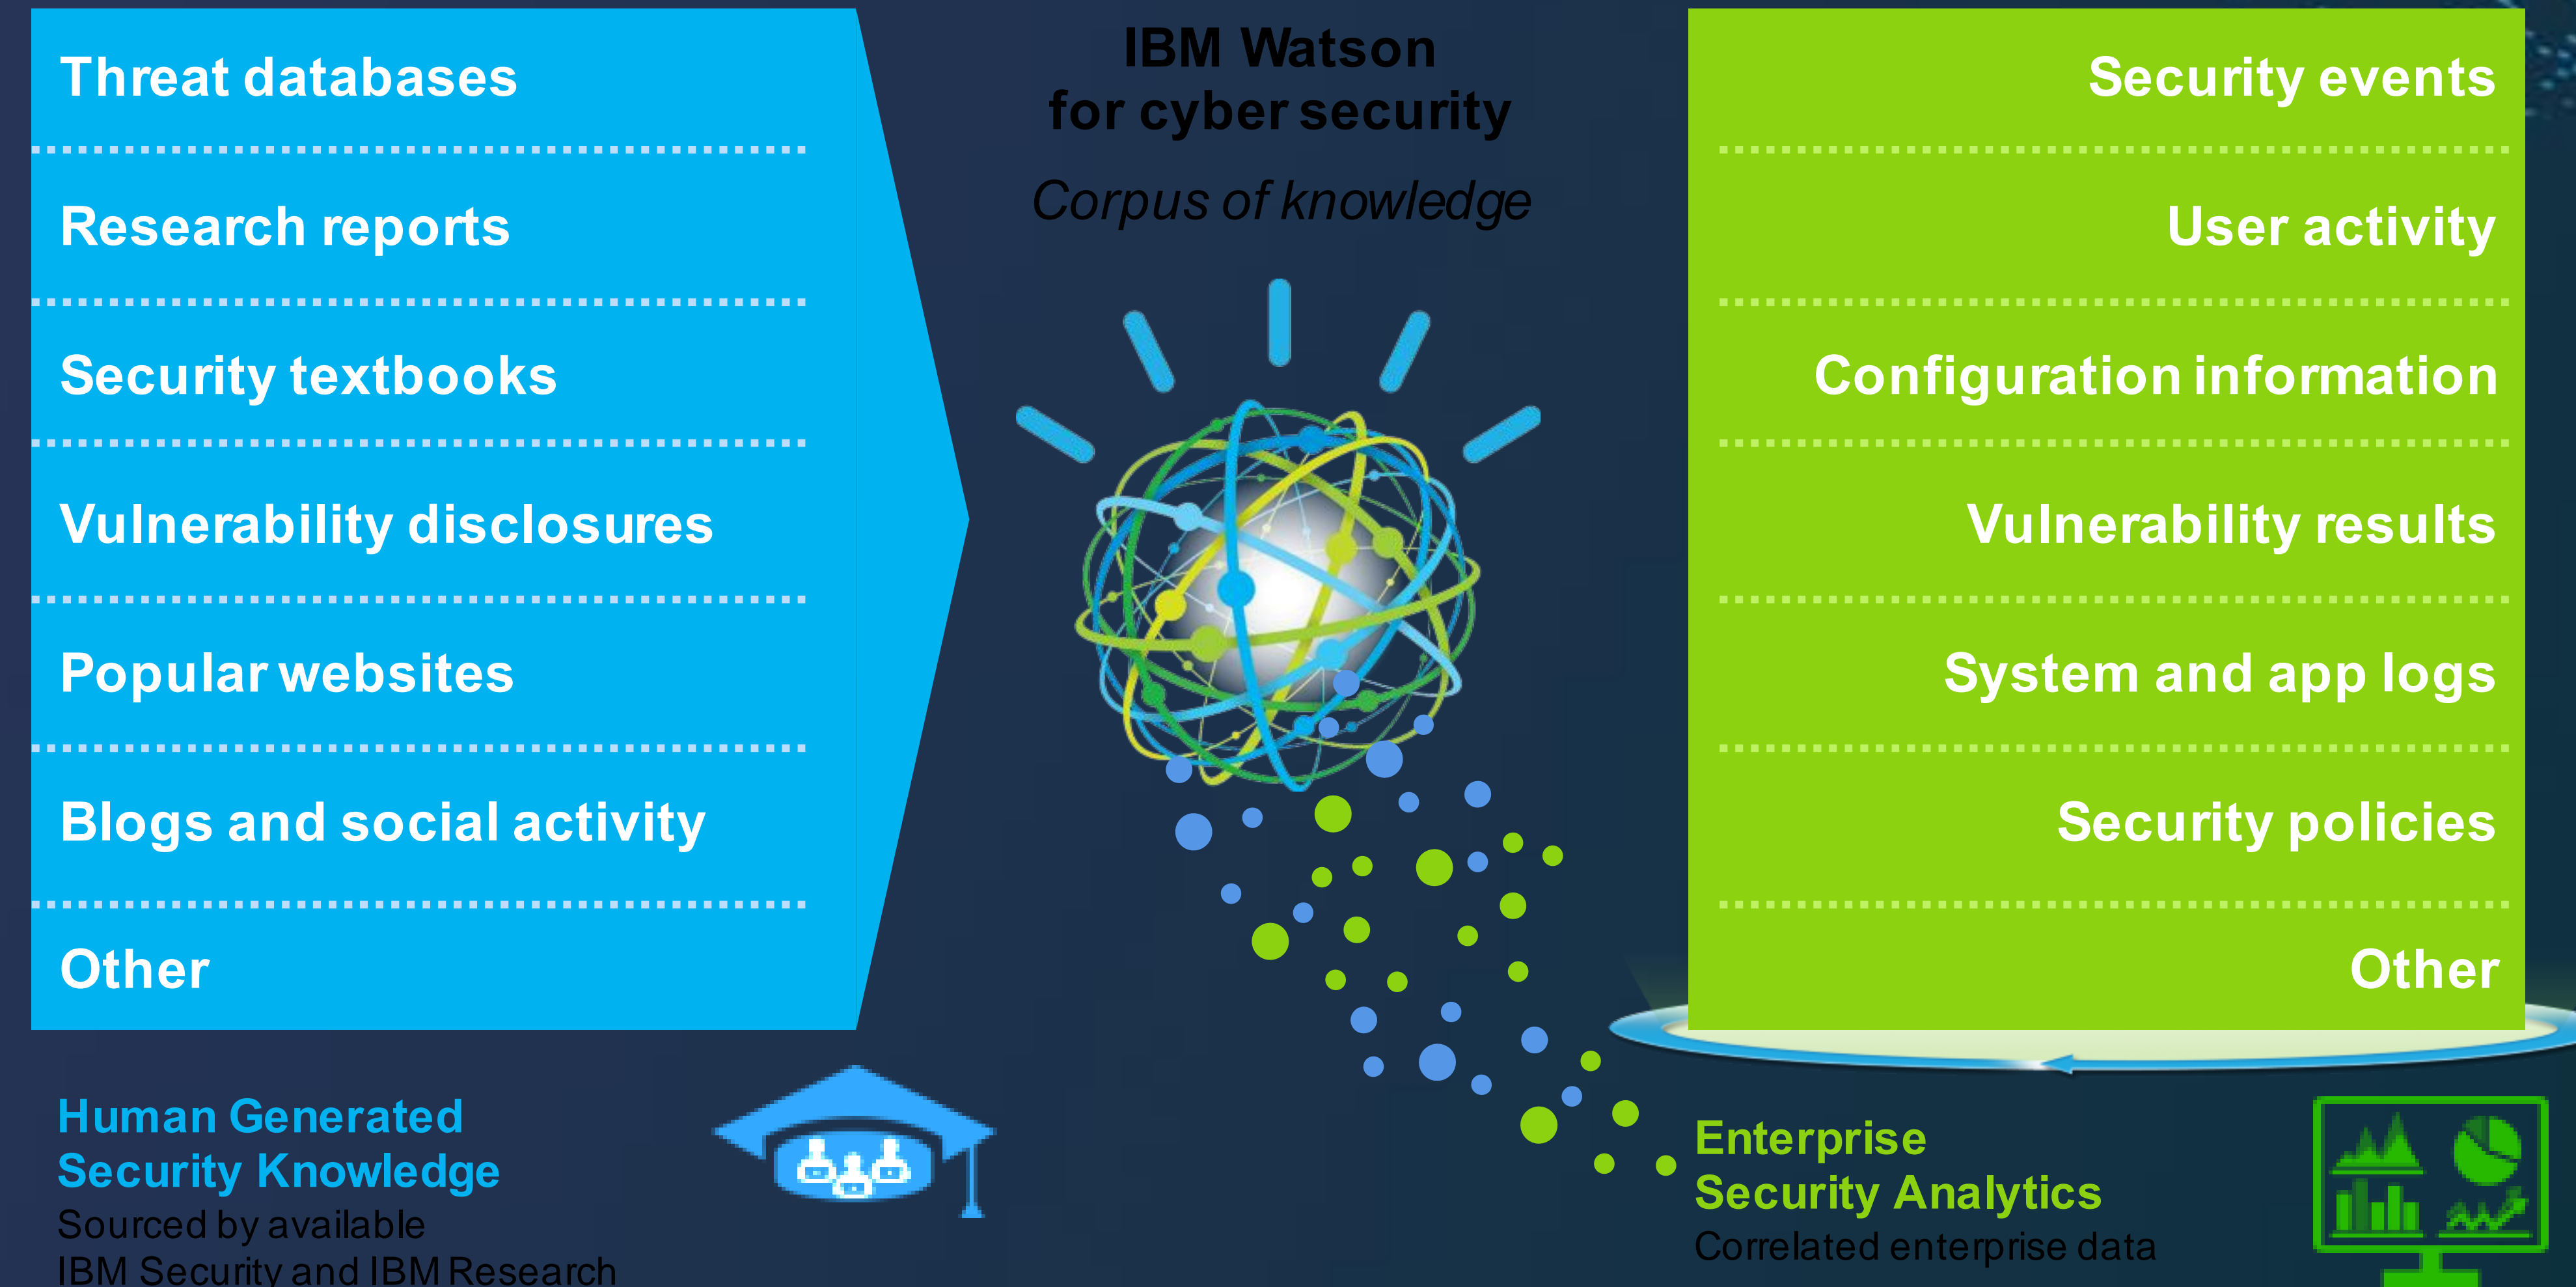 Threat databases
Research reports
Security textbooks
Vulnerability disclosures
Popular websites
Blogs and social activity
Other
Human Generated
Security Knowledge
Sourced by available
IBM Security and IBM Research
IBM Watson
for cyber security
Corpus of knowledge
Security events
User activity
Configuration information
Vulnerability results
System and app logs
Security policies
Other
Enterprise
Security Analytics
Correlated enterprise data